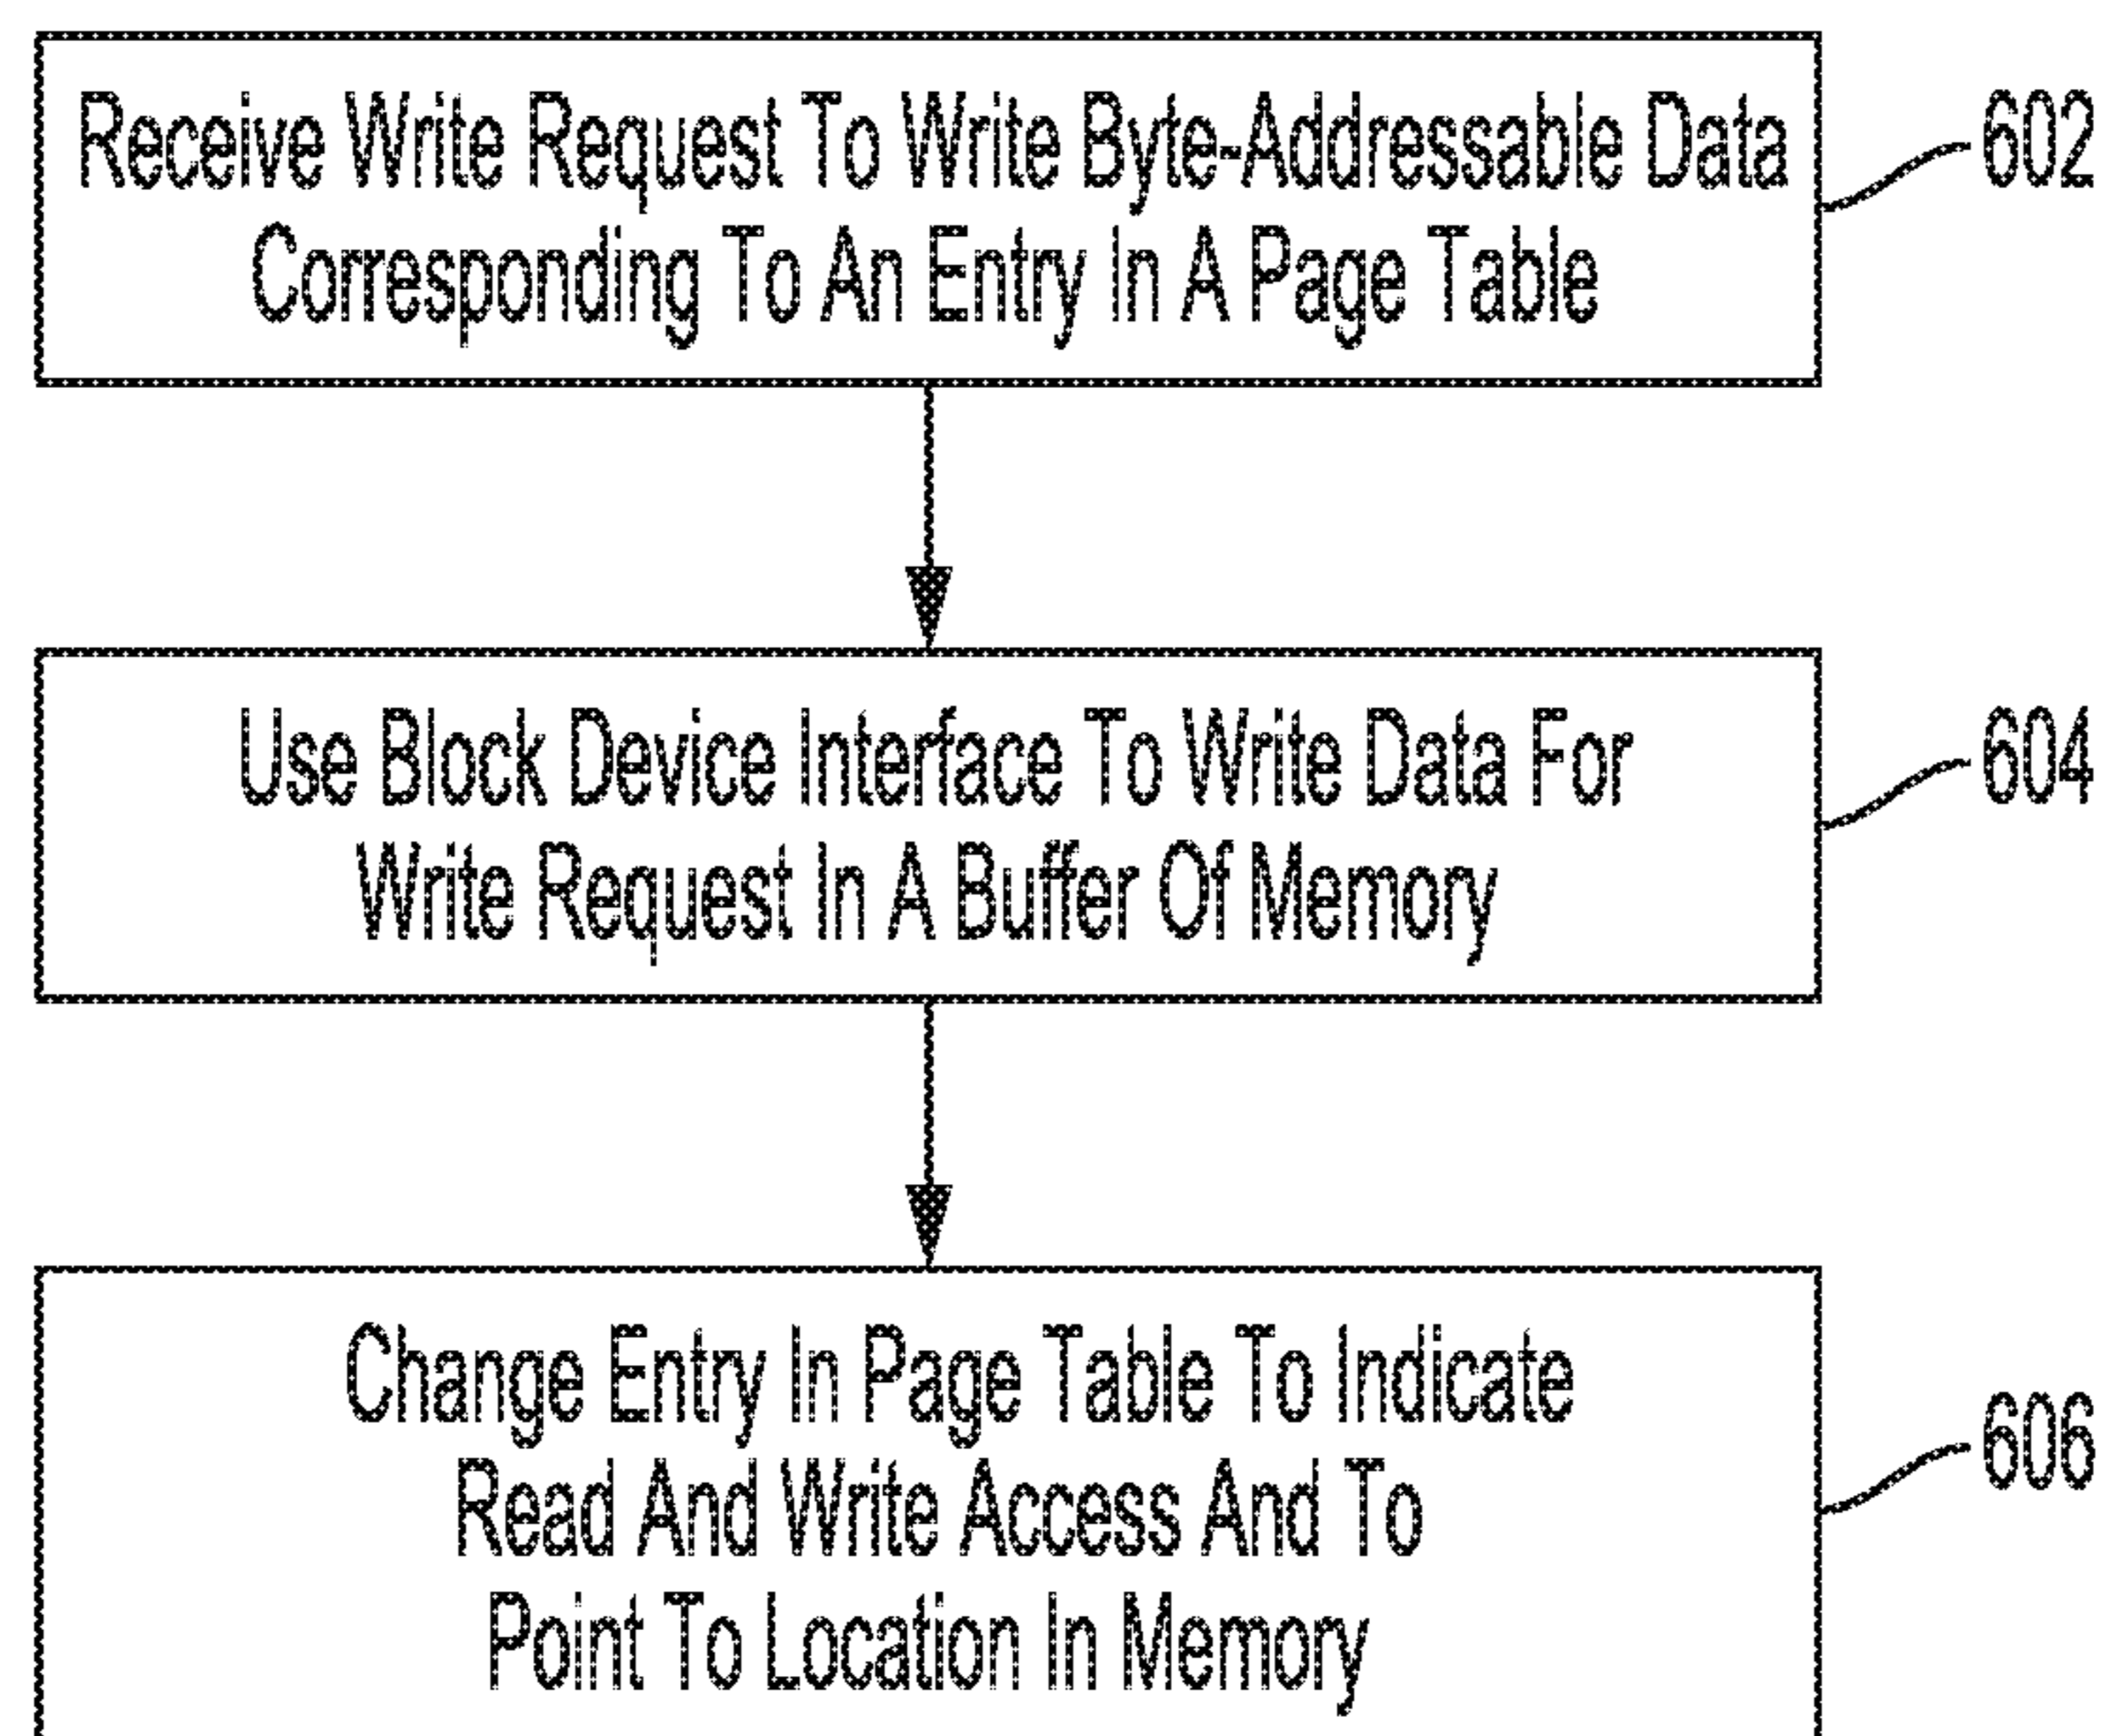 Receive Write Request To Write Byte-Addressable Data
Corresponding To An Entry In A Page Table
602
Use Block Device Interface To Write Data For
Write Request In A Buffer Of Memory
604
Change Entry In Page Table To Indicate
Read And Write Access And To
Point To Location In Memory
606